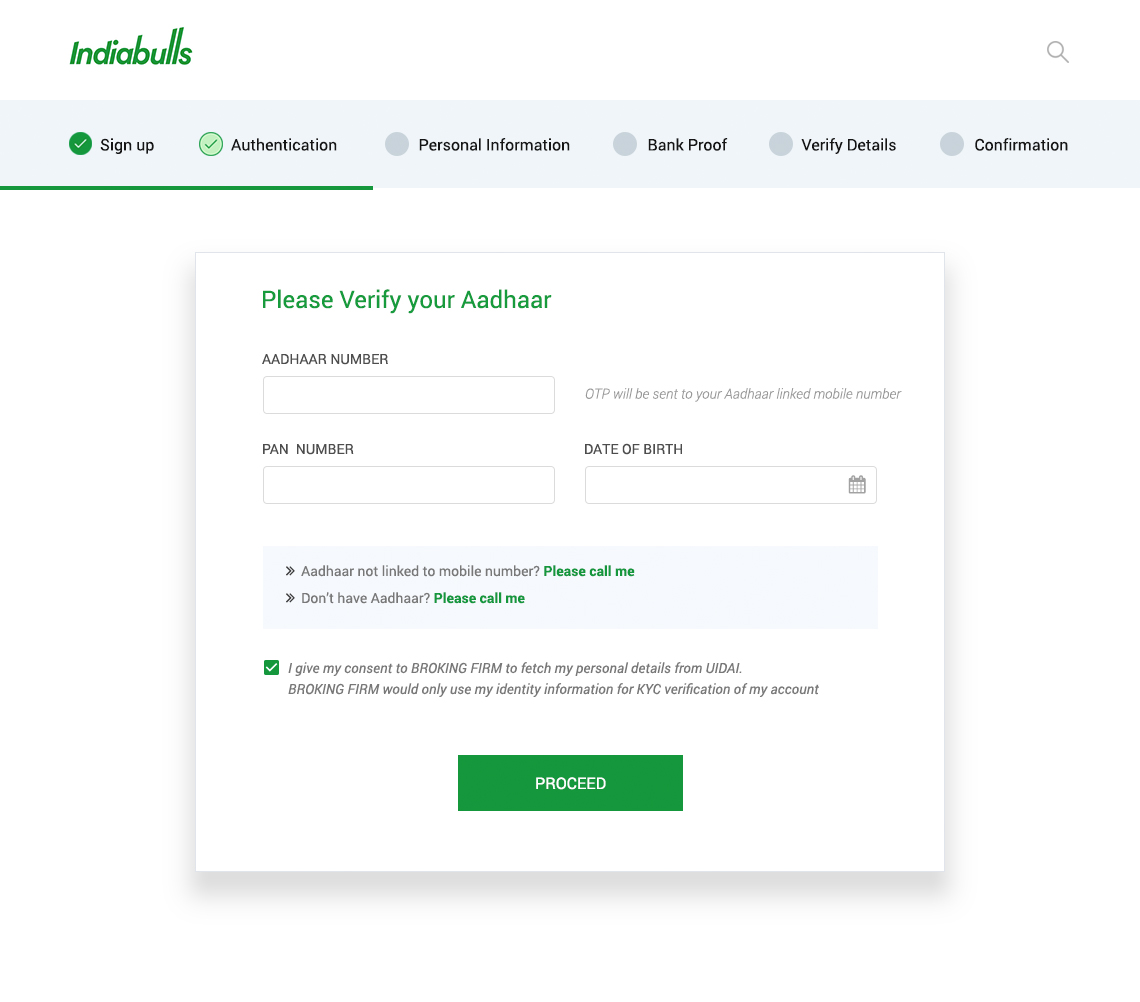 Indiabulls
Sign up Authentication Personal Information Bank Proof Verify Details Confirmation
Please Verify your Aadhaar
AADHAAR NUMBER
OTP will be sent to your Aadhaar linked mobile number
PAN NUMBER DATE OF BIRTH
» Aadhaar not linked to mobile number? Please call me
» Don't have Aadhaar? Please call me
I give my consent to BROKING FIRM to fetch my personal details from UIDAI.
BROKING FIRM would only use my identity information for KYC verification of my account
PROCEED